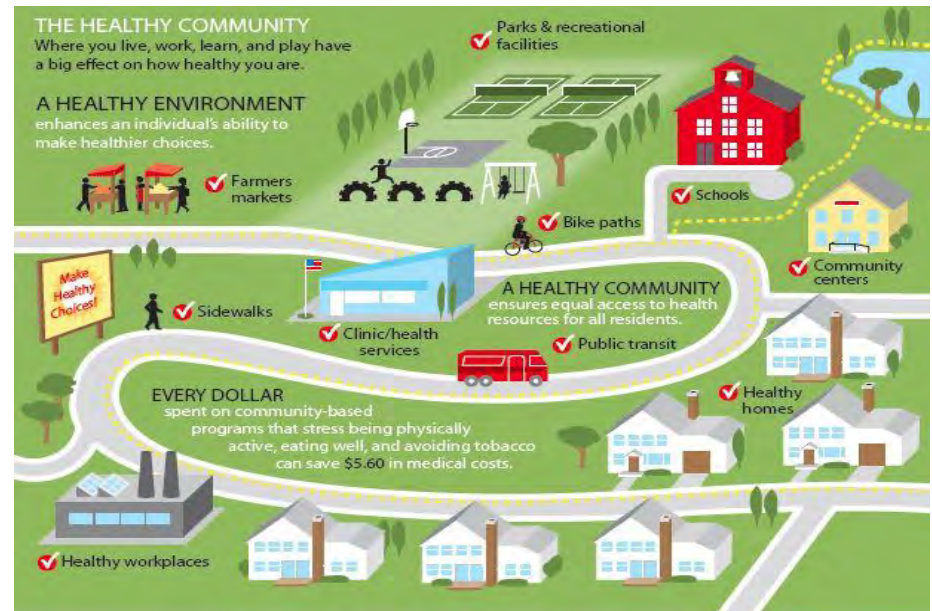 THE HEALTHY COMMUNITY
Where you live, work, learn, and play have
a big effect on how healthy you are.
A HEALTHY ENVIRONMENT
enhances an individual's ability to
make healthier choices.
Parks & recreational
facilities
Farmers
markets
Schools
Bike paths
Community
centers
Make
Healthy
Choices!
Sidewalks
Clinic/health
services
A HEALTHY COMMUNITY
ensures equal access to health
resources for all residents.
Public transit
Healthy
homes
EVERY DOLLAR
spent on community-based
programs that stress being physically
active, eating well, and avoiding tobacco
can save $5.60 in medical costs.
Healthy workplaces